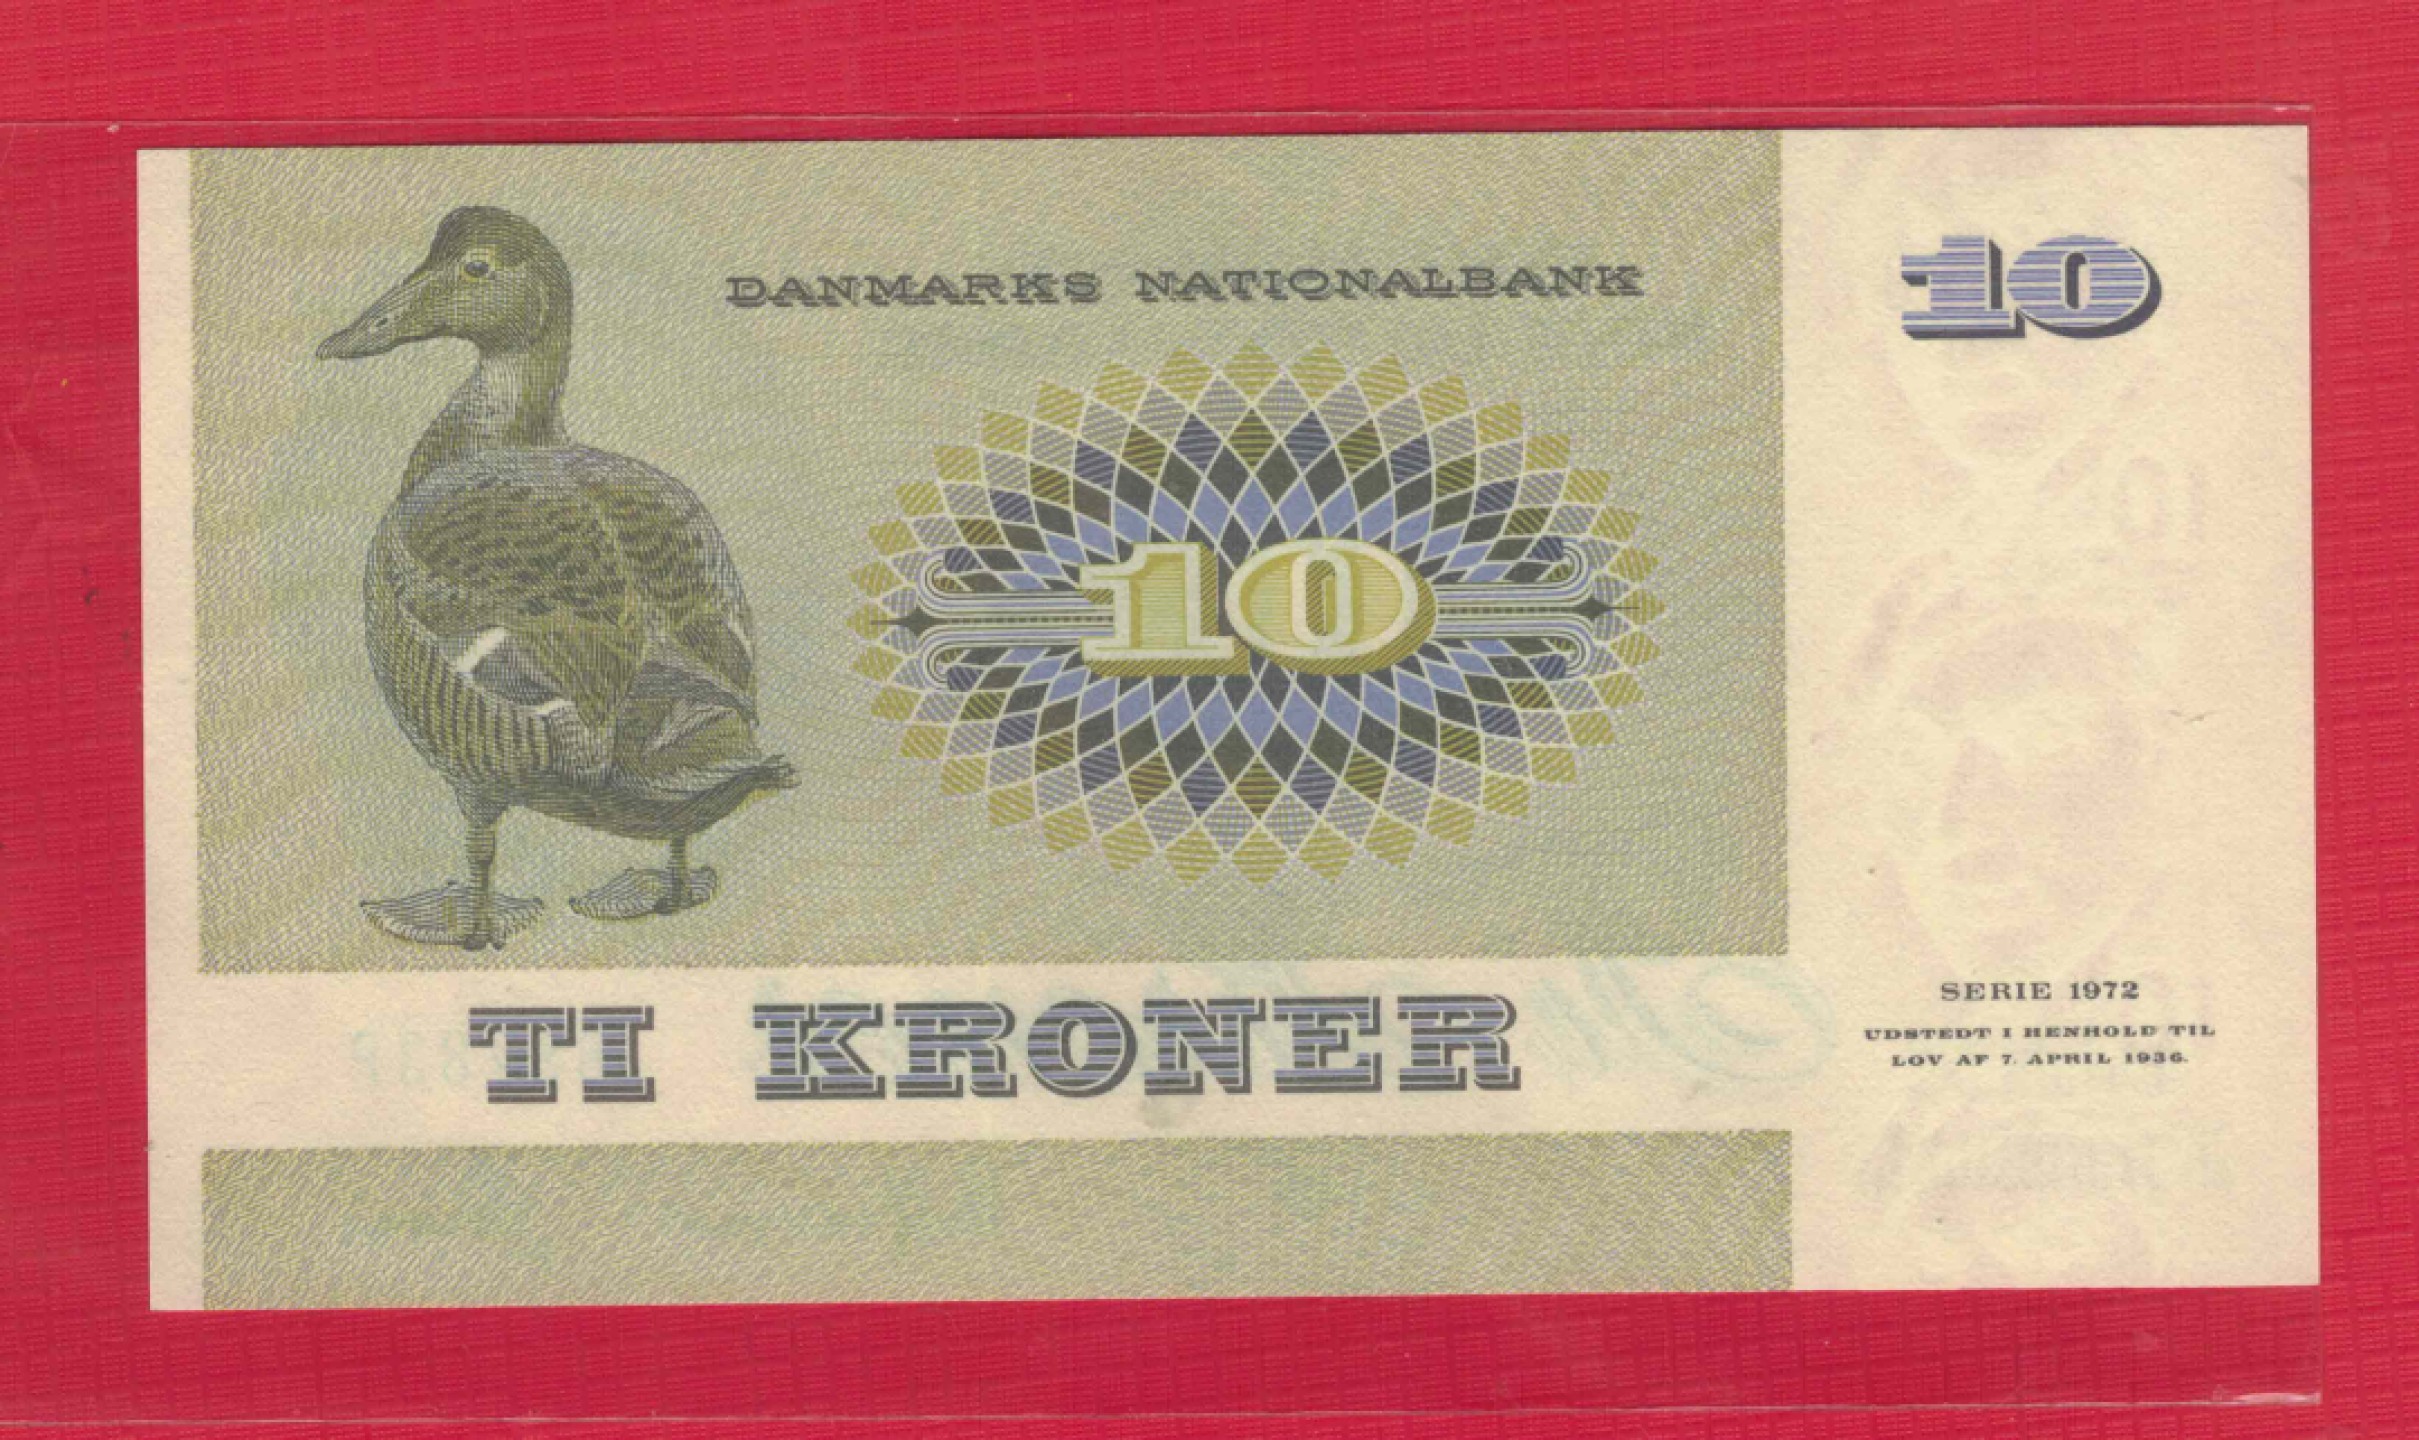 DANMARKS NATIONALBANK
10
10
TI KRONER
SERIE 1972
UDSTEDT I HENHOLD TIL
LOV AF 7. APRIL 1936.